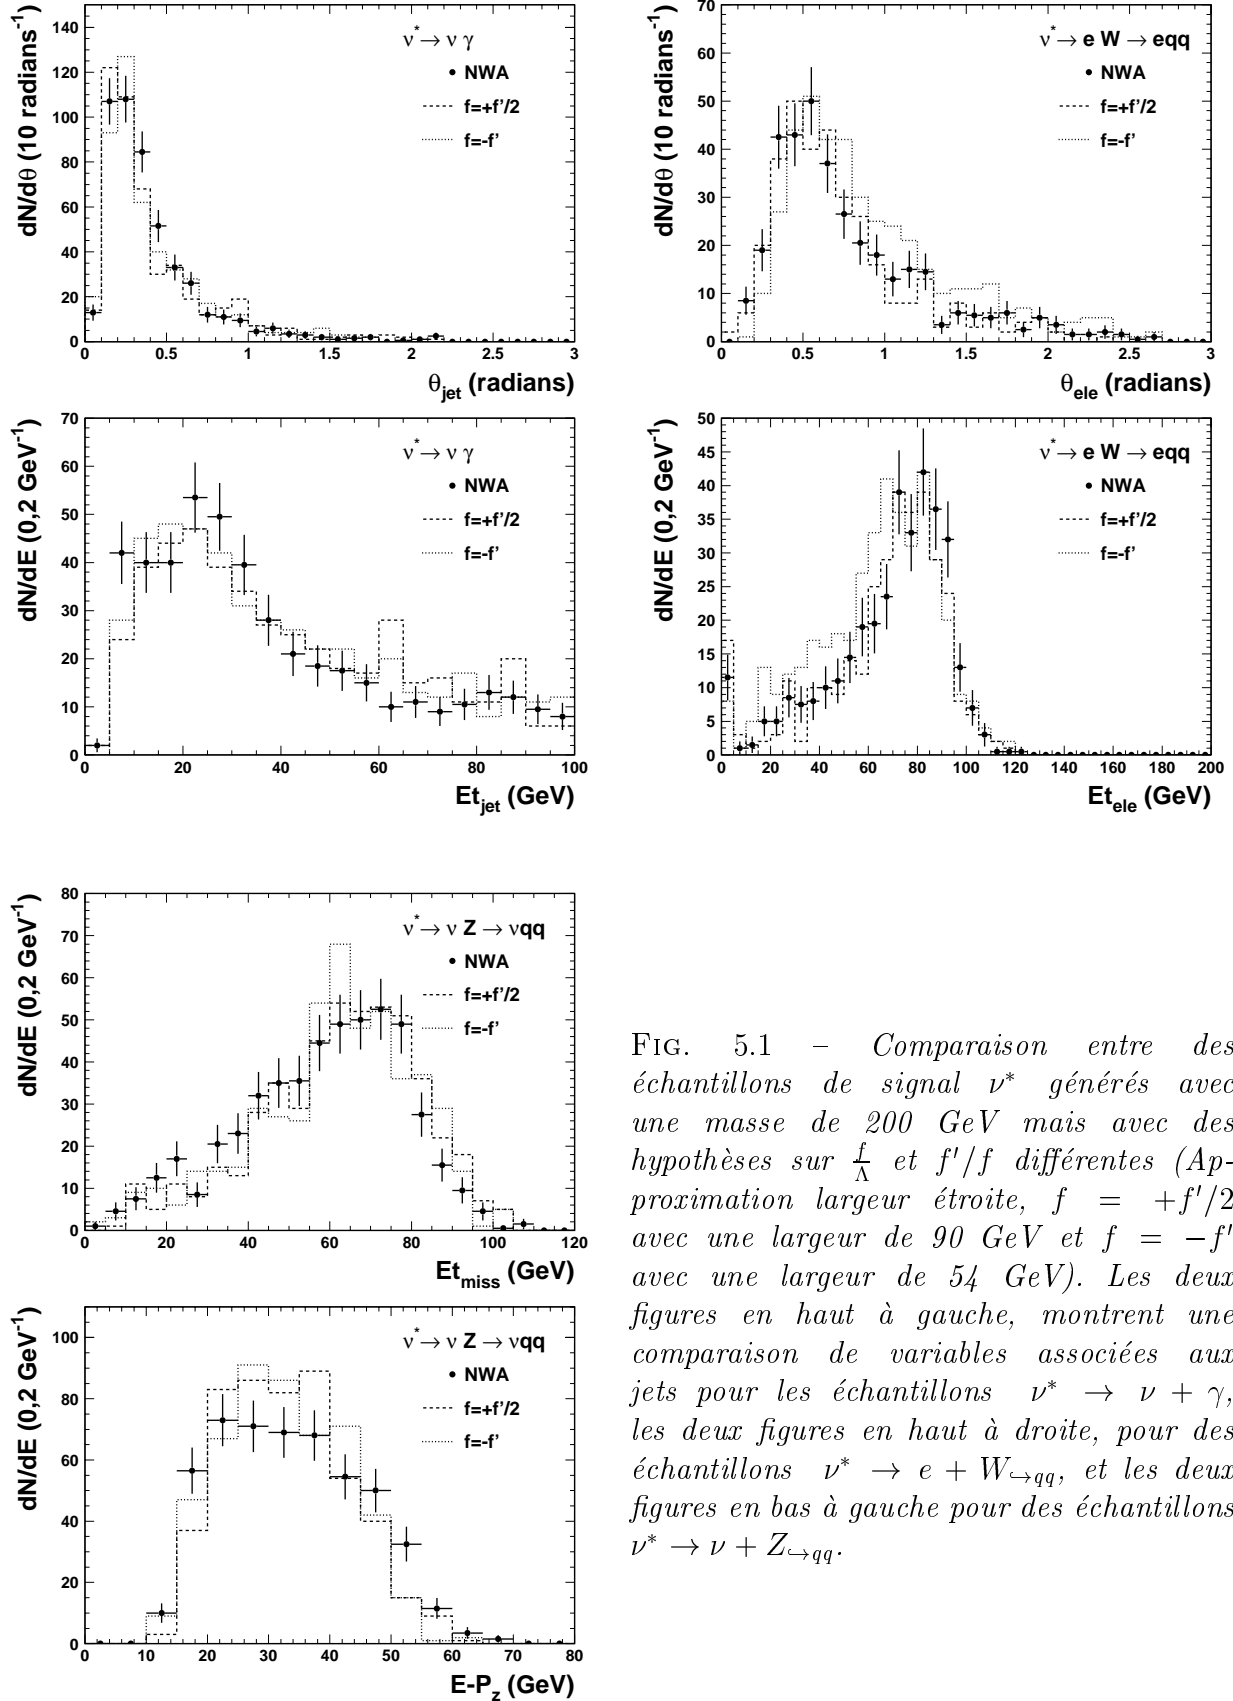 ν* → ν γ
NWA
f=+f'/2
f=-f'
dN/dθ (10 radians⁻¹)
0 20 40 60 80 100 120 140
0 0.5 1 1.5 2 2.5 3
θjet (radians)
ν* → e W → eqq
NWA
f=+f'/2
f=-f'
dN/dθ (10 radians⁻¹)
0 10 20 30 40 50 60 70
0 0.5 1 1.5 2 2.5 3
θele (radians)
ν* → ν γ
NWA
f=+f'/2
f=-f'
dN/dE (0,2 GeV⁻¹)
0 10 20 30 40 50 60 70
0 20 40 60 80 100
Etjet (GeV)
ν* → e W → eqq
NWA
f=+f'/2
f=-f'
dN/dE (0,2 GeV⁻¹)
0 5 10 15 20 25 30 35 40 45 50
0 20 40 60 80 100 120 140 160 180 200
Etele (GeV)
ν* → ν Z → νqq
NWA
f=+f'/2
f=-f'
dN/dE (0,2 GeV⁻¹)
0 10 20 30 40 50 60 70 80
0 20 40 60 80 100 120
Etmiss (GeV)
ν* → ν Z → νqq
NWA
f=+f'/2
f=-f'
dN/dE (0,2 GeV⁻¹)
0 20 40 60 80 100
0 10 20 30 40 50 60 70 80
E-Pz (GeV)
FIG. 5.1 – Comparaison entre des
échantillons de signal ν* générés avec
une masse de 200 GeV mais avec des
hypothèses sur f/Λ et f'/f différentes (Ap-
proximation largeur étroite, f = +f'/2
avec une largeur de 90 GeV et f = −f'
avec une largeur de 54 GeV). Les deux
figures en haut à gauche, montrent une
comparaison de variables associées aux
jets pour les échantillons ν* → ν + γ,
les deux figures en haut à droite, pour des
échantillons ν* → e + W↪qq, et les deux
figures en bas à gauche pour des échantillons
ν* → ν + Z↪qq.